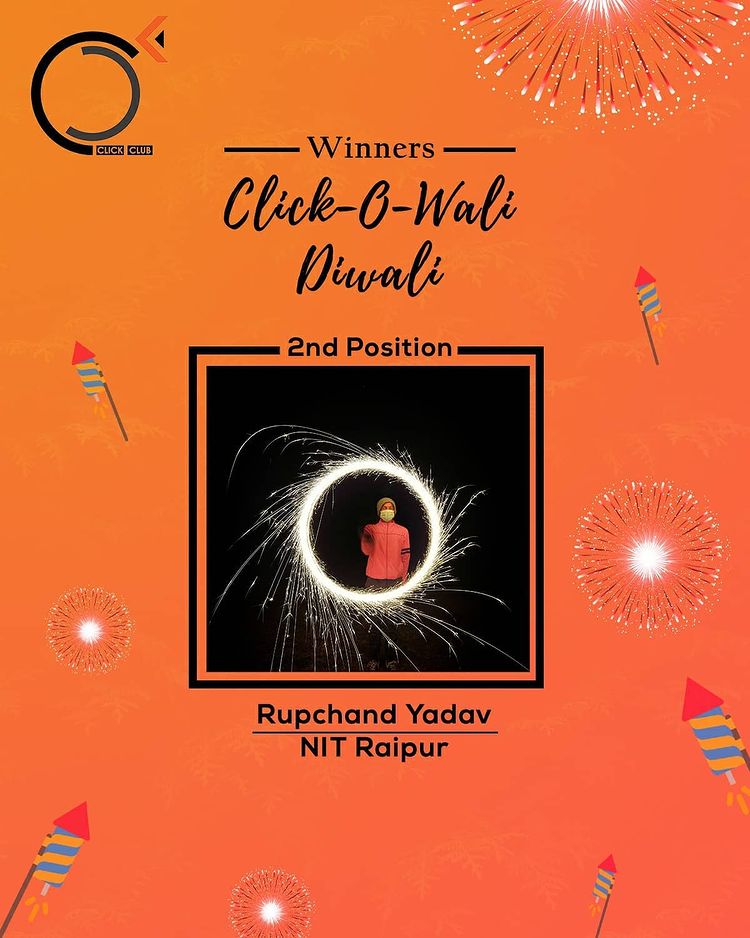 CLICK CLUB
Winners
Click-O-Wali
Diwali
2nd Position
Rupchand Yadav
NIT Raipur